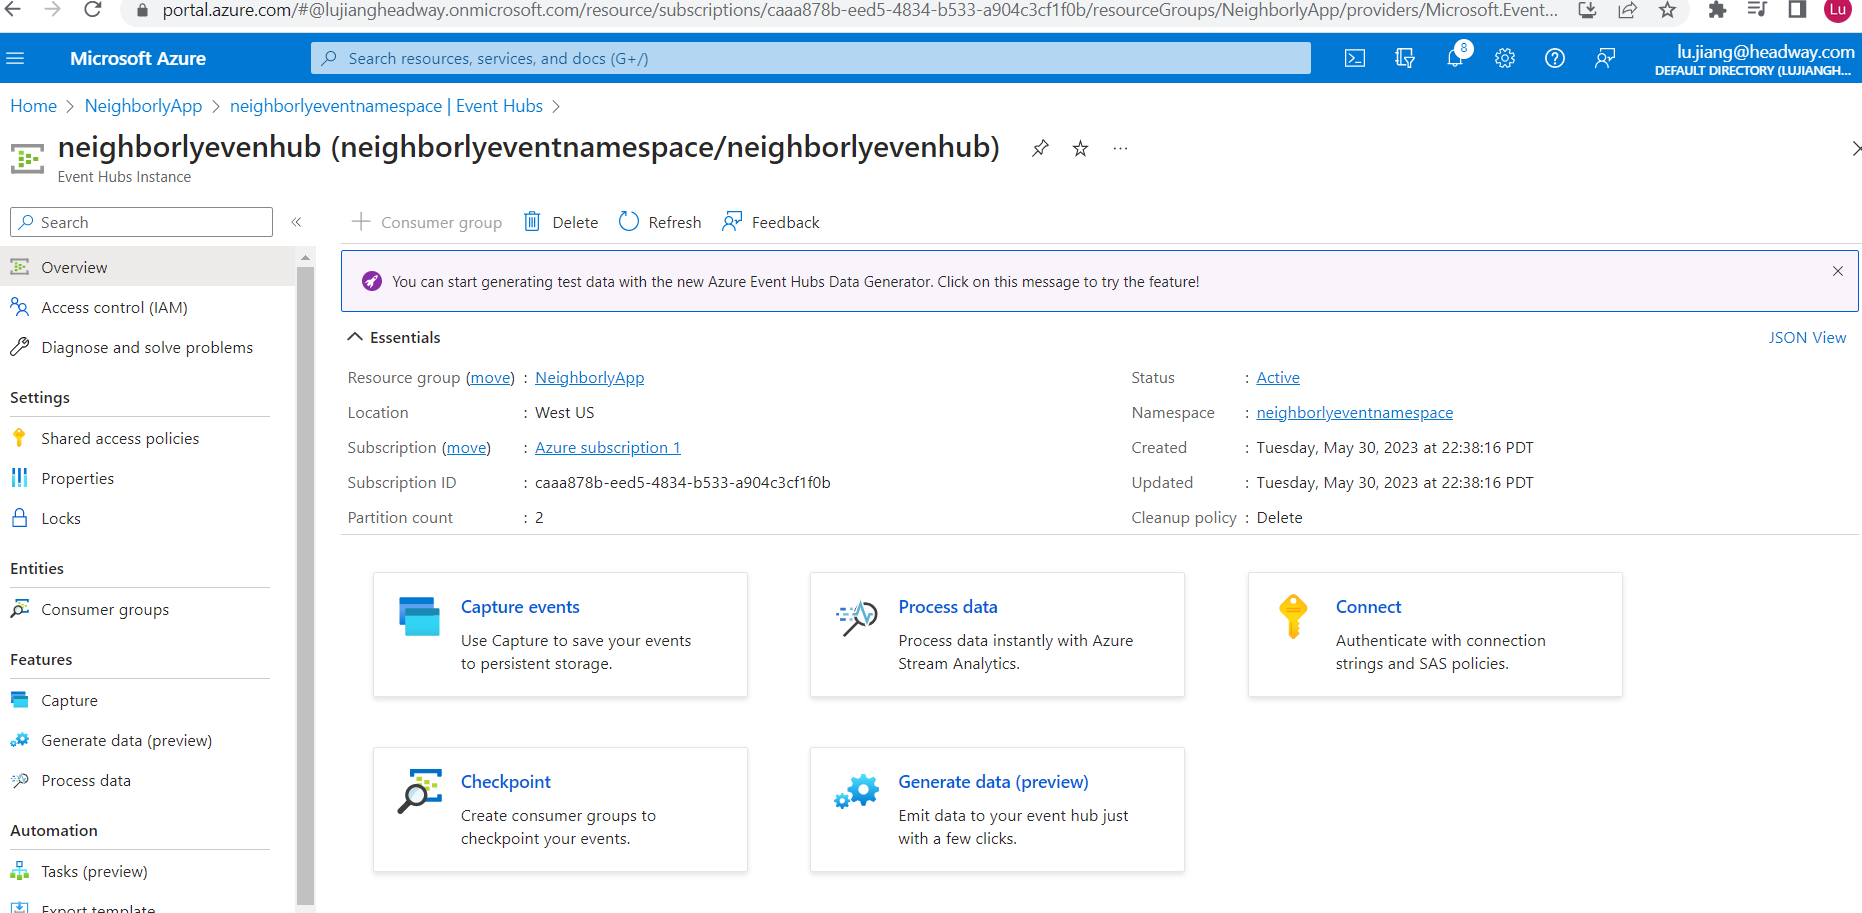 portal.azure.com/#@lujiangheadway.onmicrosoft.com/resource/subscriptions/caaa878b-eed5-4834-b533-a904c3cf1f0b/resourceGroups/NeighborlyApp/providers/Microsoft.Event...
Lu
Microsoft Azure
Search resources, services, and docs (G+/)
8
lu.jiang@headway.com
DEFAULT DIRECTORY (LUJIANGH...
Home > NeighborlyApp > neighborlyeventnamespace | Event Hubs >
neighborlyevenhub (neighborlyeventnamespace/neighborlyevenhub)
Event Hubs Instance
Search
Overview
Access control (IAM)
Diagnose and solve problems
Settings
Shared access policies
Properties
Locks
Entities
Consumer groups
Features
Capture
Generate data (preview)
Process data
Automation
Tasks (preview)
Export template
Consumer group Delete Refresh Feedback
You can start generating test data with the new Azure Event Hubs Data Generator. Click on this message to try the feature!
Essentials
JSON View
Resource group (move) : NeighborlyApp
Location : West US
Subscription (move) : Azure subscription 1
Subscription ID : caaa878b-eed5-4834-b533-a904c3cf1f0b
Partition count : 2
Status : Active
Namespace : neighborlyeventnamespace
Created : Tuesday, May 30, 2023 at 22:38:16 PDT
Updated : Tuesday, May 30, 2023 at 22:38:16 PDT
Cleanup policy : Delete
Capture events
Use Capture to save your events
to persistent storage.
Process data
Process data instantly with Azure
Stream Analytics.
Connect
Authenticate with connection
strings and SAS policies.
Checkpoint
Create consumer groups to
checkpoint your events.
Generate data (preview)
Emit data to your event hub just
with a few clicks.